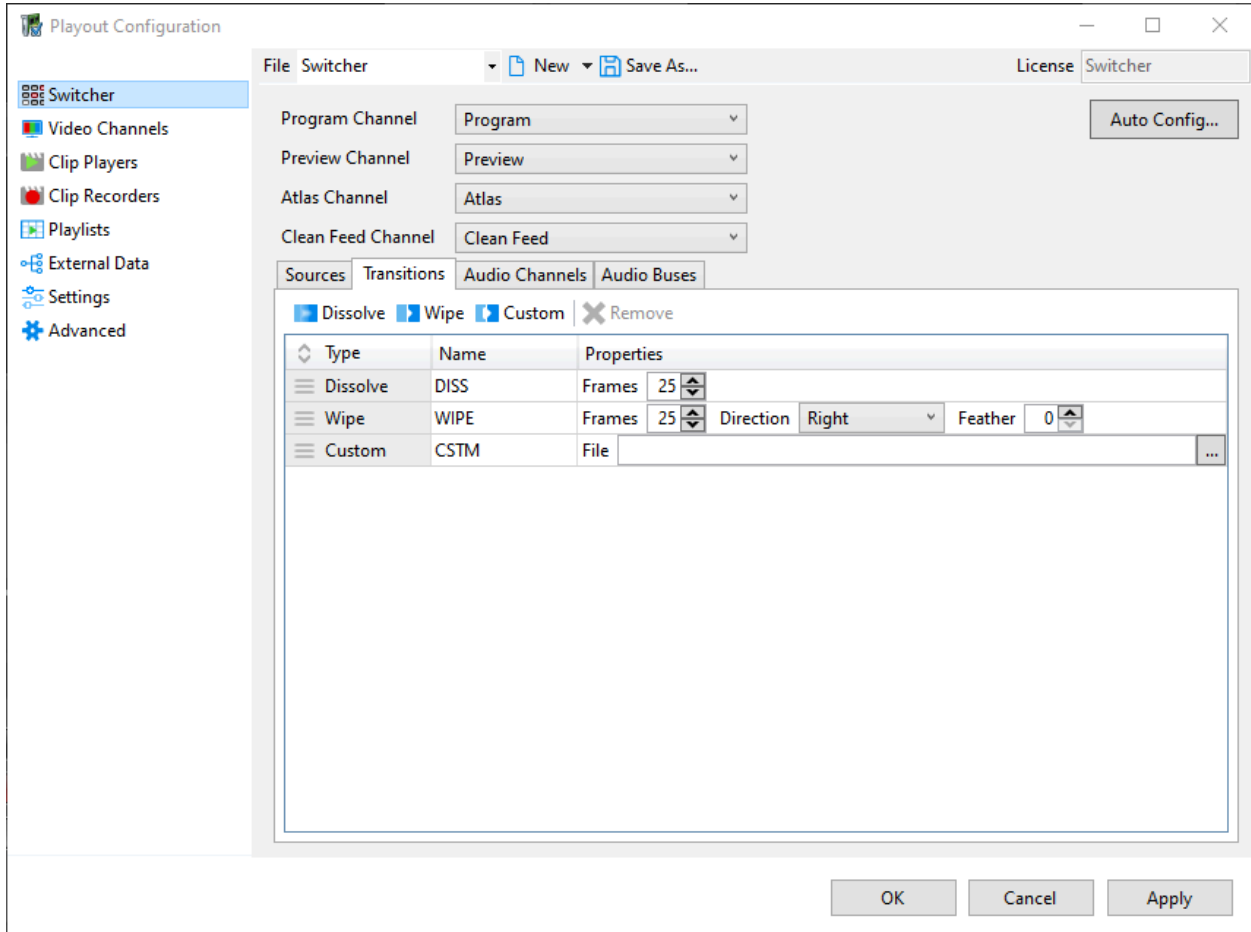 Playout Configuration
File Switcher New Save As... License Switcher
Switcher
Video Channels
Clip Players
Clip Recorders
Playlists
External Data
Settings
Advanced
Program Channel Program Auto Config...
Preview Channel Preview
Atlas Channel Atlas
Clean Feed Channel Clean Feed
Sources Transitions Audio Channels Audio Buses
Dissolve Wipe Custom Remove
Type Name Properties
Dissolve DISS Frames 25
Wipe WIPE Frames 25 Direction Right Feather 0
Custom CSTM File ...
OK Cancel Apply